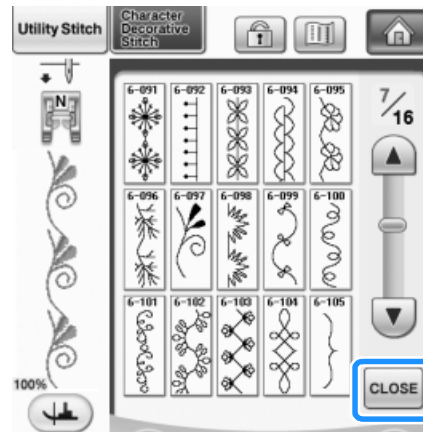 Utility Stitch
Character
Decorative
Stitch
N
6-091 6-092 6-093 6-094 6-095
7/16
6-096 6-097 6-098 6-099 6-100
6-101 6-102 6-103 6-104 6-105
100%
CLOSE